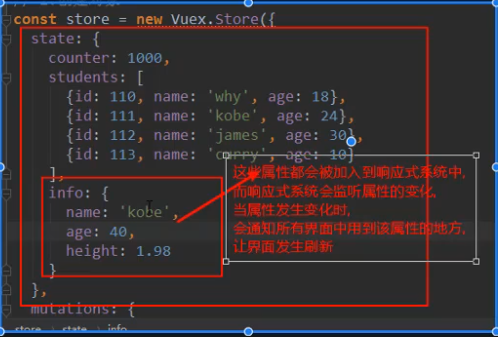 const store = new Vuex.Store({
state: {
counter: 1000,
students: [
{id: 110, name: 'why', age: 18},
{id: 111, name: 'kobe', age: 24},
{id: 112, name: 'james', age: 30},
{id: 113, name: 'curry', age: 10}
],
这些属性都会被加入到响应式系统中,
而响应式系统会监听属性的变化,
当属性发生变化时,
会通知所有界面中用到该属性的地方,
让界面发生刷新
info: {
name: 'kobe',
age: 40,
height: 1.98
}
},
mutations: {
store state info